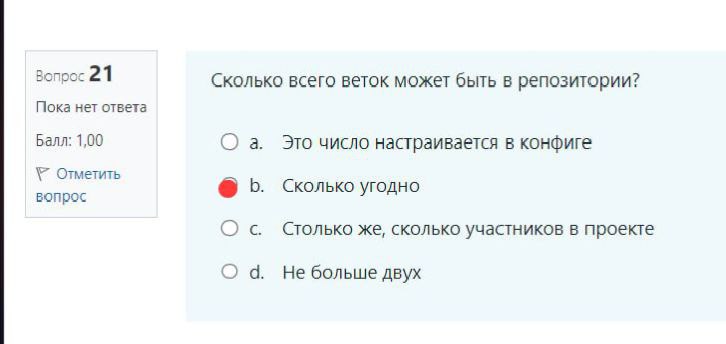 Вопрос 21
Пока нет ответа
Балл: 1,00
Отметить
вопрос
Сколько всего веток может быть в репозитории?
a. Это число настраивается в конфиге
b. Сколько угодно
c. Столько же, сколько участников в проекте
d. Не больше двух